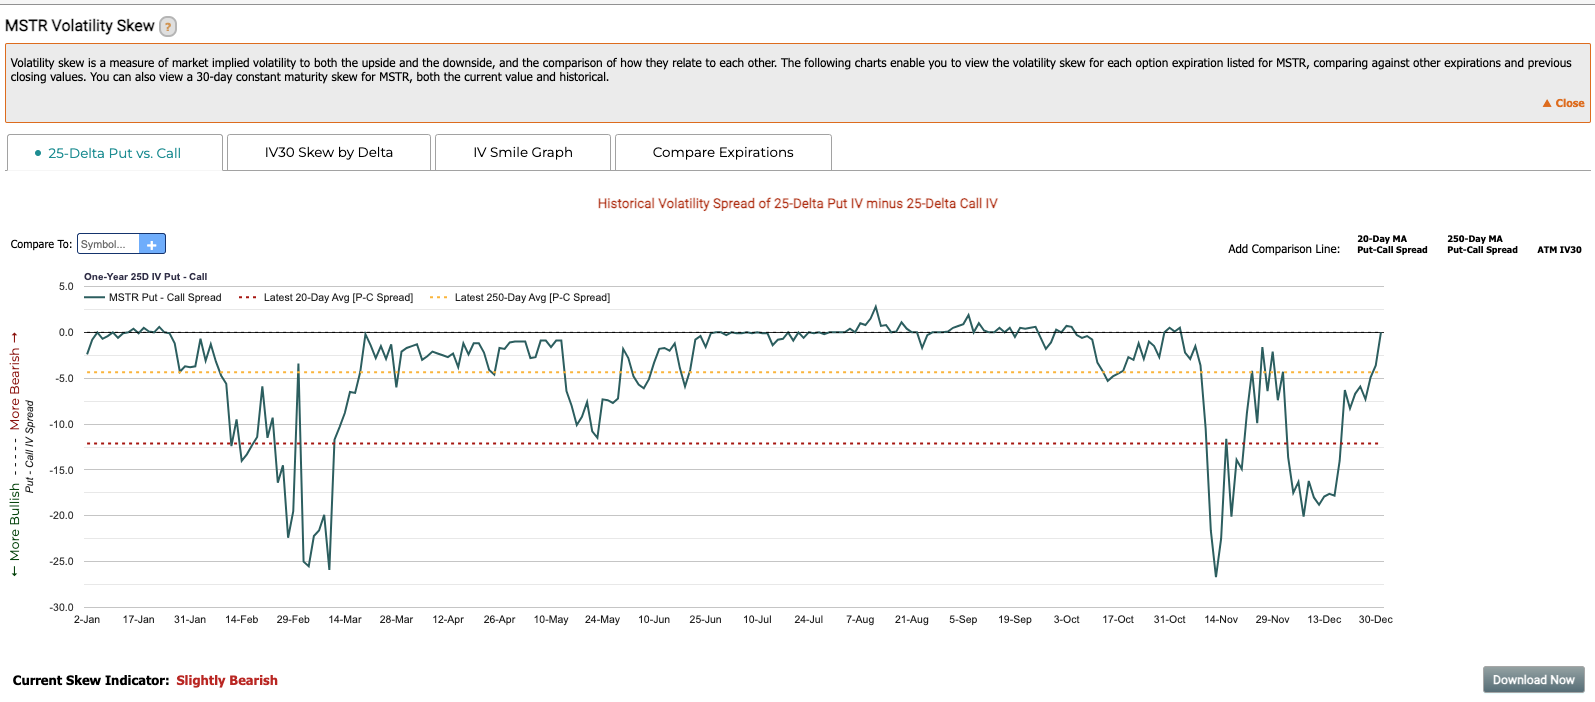 MSTR Volatility Skew ?
Volatility skew is a measure of market implied volatility to both the upside and the downside, and the comparison of how they relate to each other. The following charts enable you to view the volatility skew for each option expiration listed for MSTR, comparing against other expirations and previous
closing values. You can also view a 30-day constant maturity skew for MSTR, both the current value and historical.
▲ Close
• 25-Delta Put vs. Call
IV30 Skew by Delta
IV Smile Graph
Compare Expirations
Historical Volatility Spread of 25-Delta Put IV minus 25-Delta Call IV
Compare To: Symbol... +
Add Comparison Line:
20-Day MA
Put-Call Spread
250-Day MA
Put-Call Spread
ATM IV30
One-Year 25D IV Put - Call
MSTR Put - Call Spread
Latest 20-Day Avg [P-C Spread]
Latest 250-Day Avg [P-C Spread]
← More Bullish ----- More Bearish →
Put - Call IV Spread
5.0
0.0
-5.0
-10.0
-15.0
-20.0
-25.0
-30.0
2-Jan 17-Jan 31-Jan 14-Feb 29-Feb 14-Mar 28-Mar 12-Apr 26-Apr 10-May 24-May 10-Jun 25-Jun 10-Jul 24-Jul 7-Aug 21-Aug 5-Sep 19-Sep 3-Oct 17-Oct 31-Oct 14-Nov 29-Nov 13-Dec 30-Dec
Current Skew Indicator: Slightly Bearish
Download Now